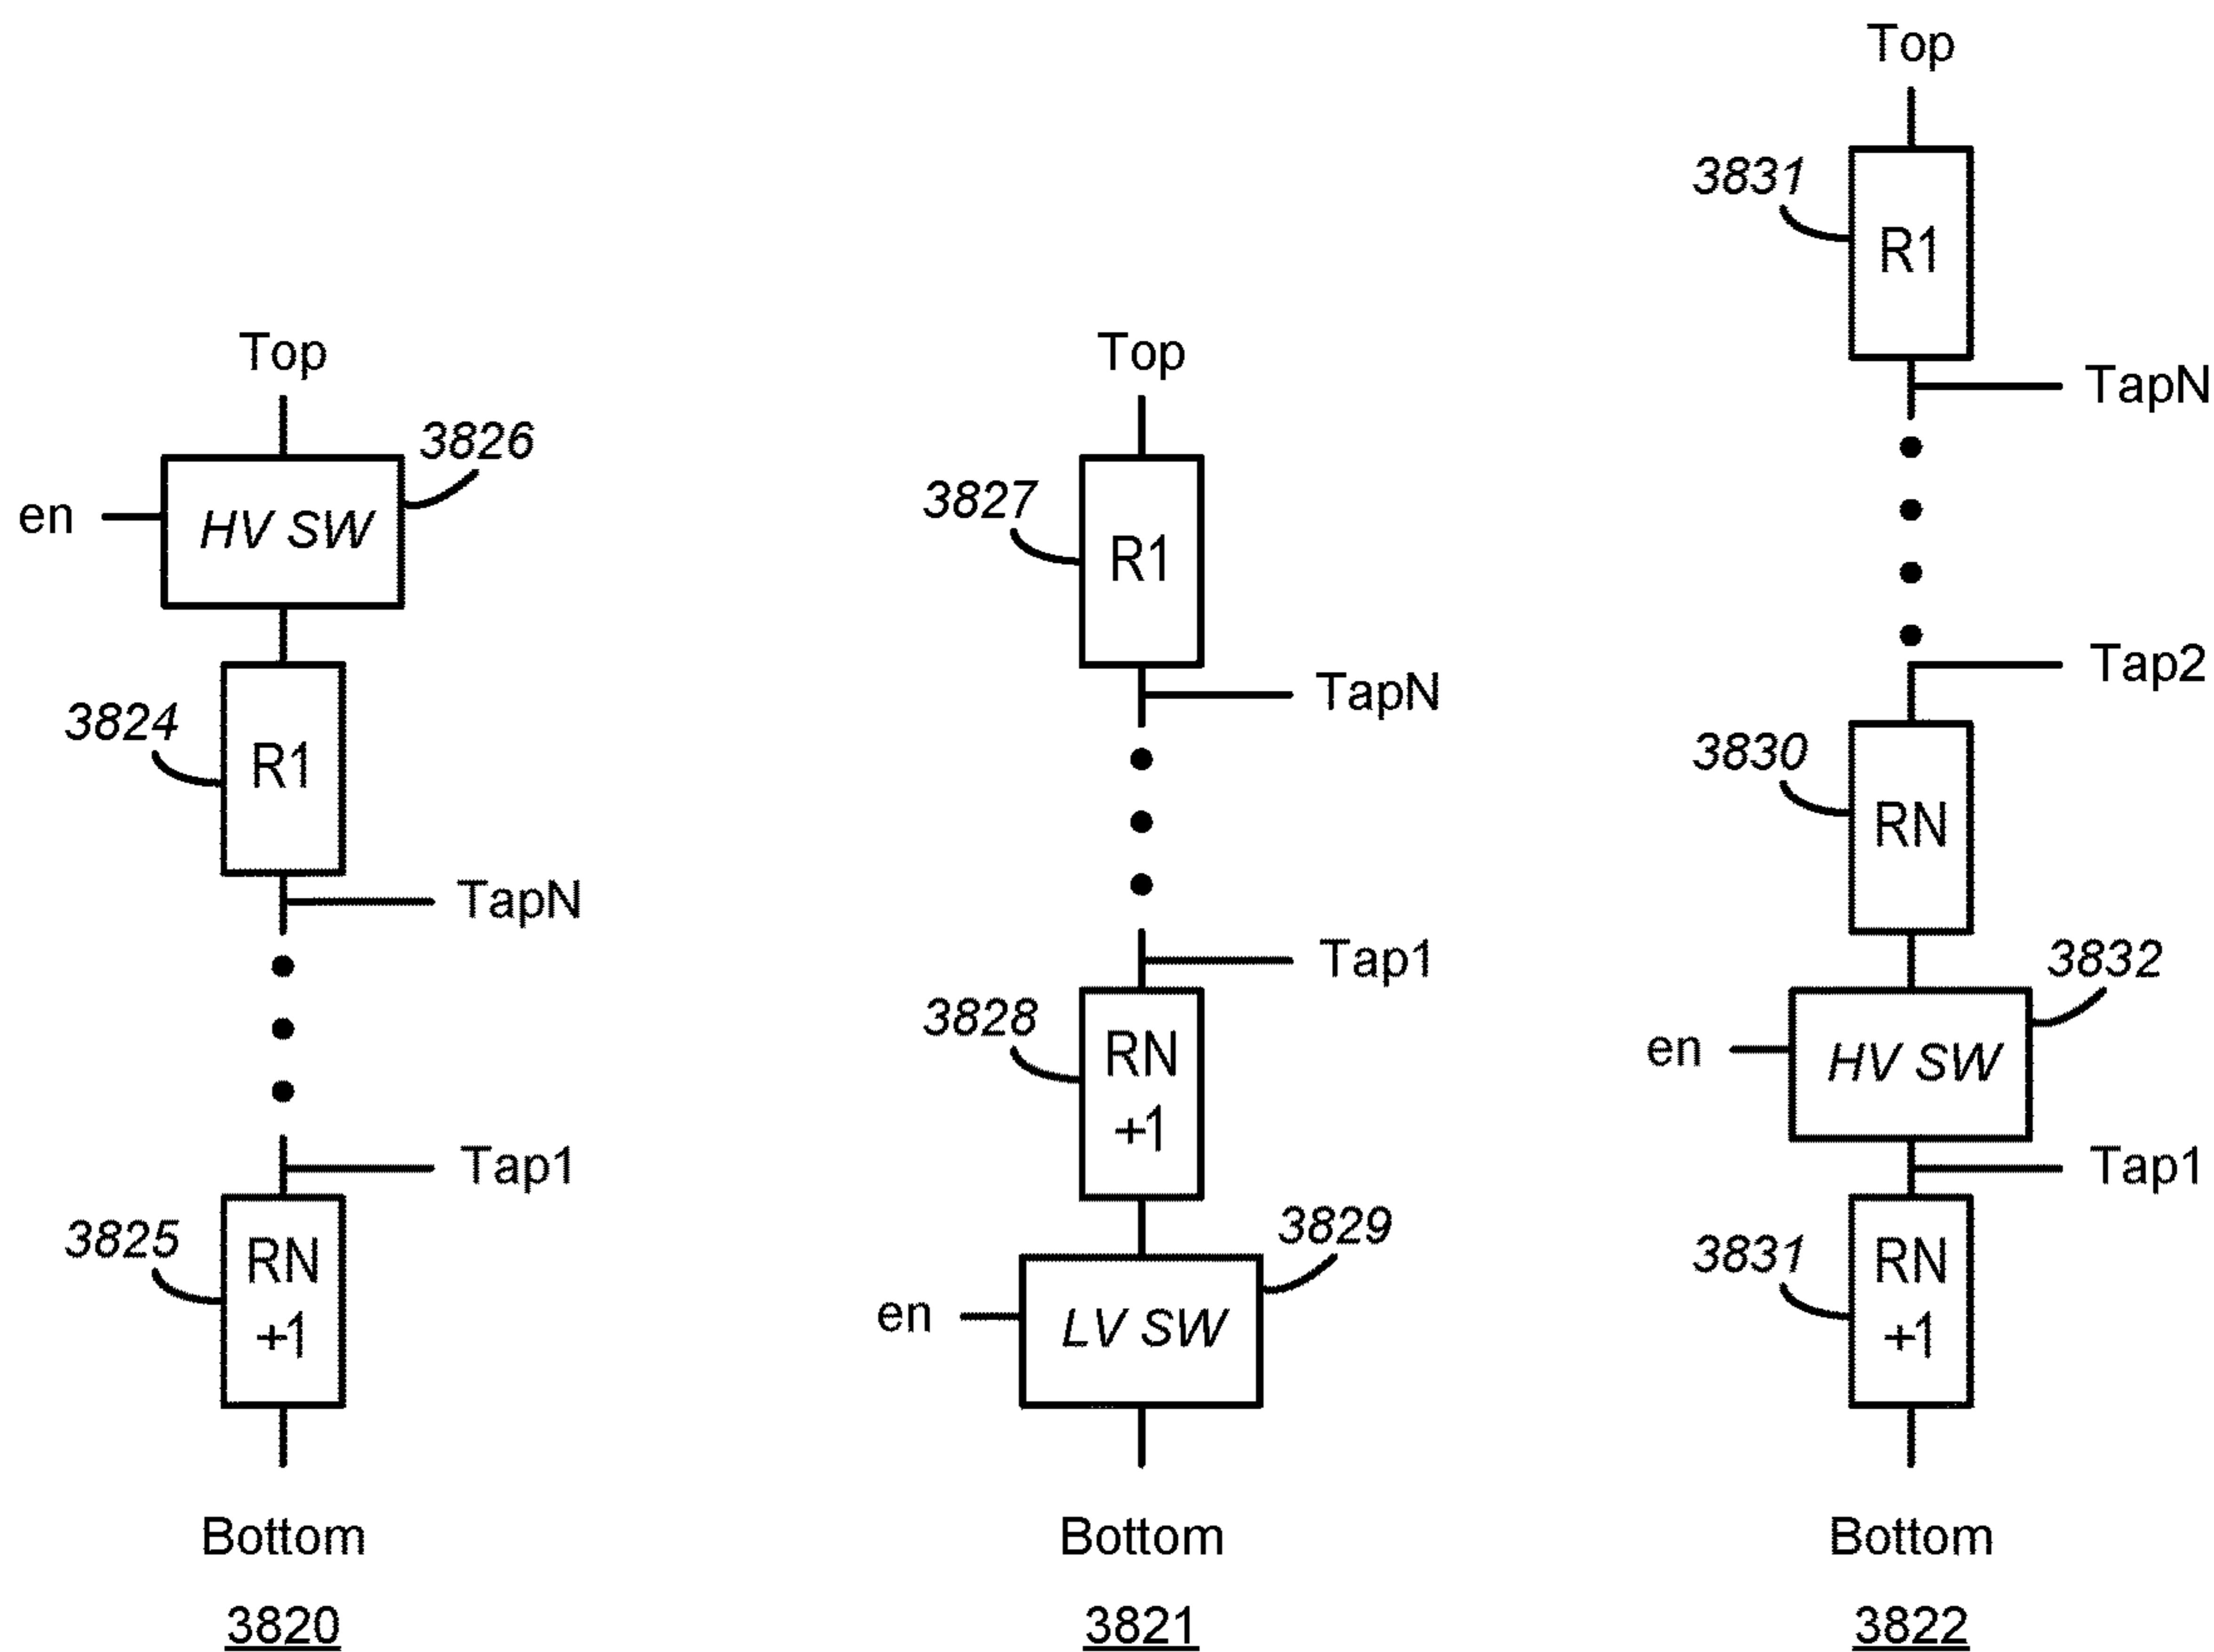 Top
3826
en
HV SW
3824
R1
TapN
Tap1
3825
RN
+1
Bottom
3820
Top
3827
R1
TapN
Tap1
3828
RN
+1
3829
en
LV SW
Bottom
3821
Top
3831
R1
TapN
Tap2
3830
RN
3832
en
HV SW
Tap1
3831
RN
+1
Bottom
3822